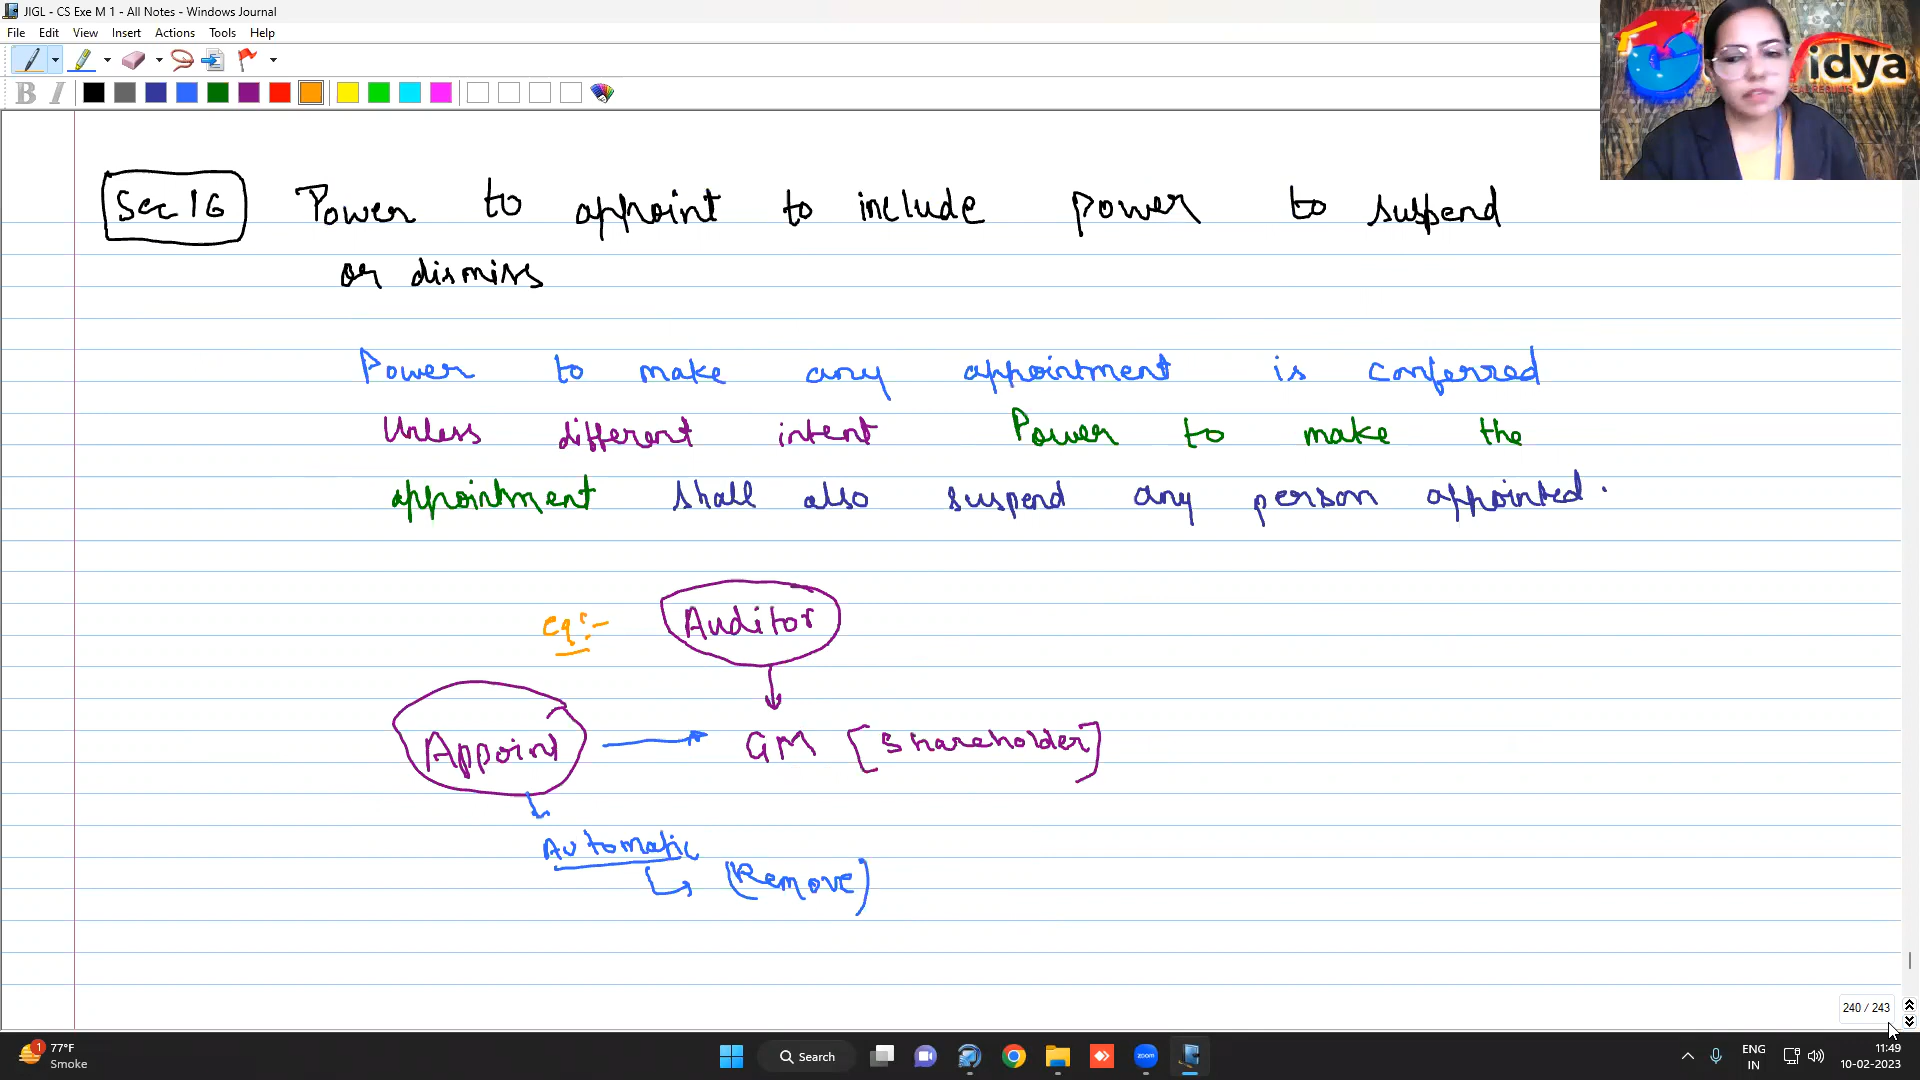 JIGL - CS Exe M 1 - All Notes - Windows Journal
File Edit View Insert Actions Tools Help
B I
idya
Sec 16 Power to appoint to include power to suspend
or dismiss
Power to make any appointment is conferred
Unless different intent Power to make the
appointment shall also suspend any person appointed.
eg:-
Auditor
Appoint → GM [Shareholder]
Automatic
(Remove)
240 / 243
1
77°F
Smoke
Search
zoom
ENG
IN
11:49
10-02-2023